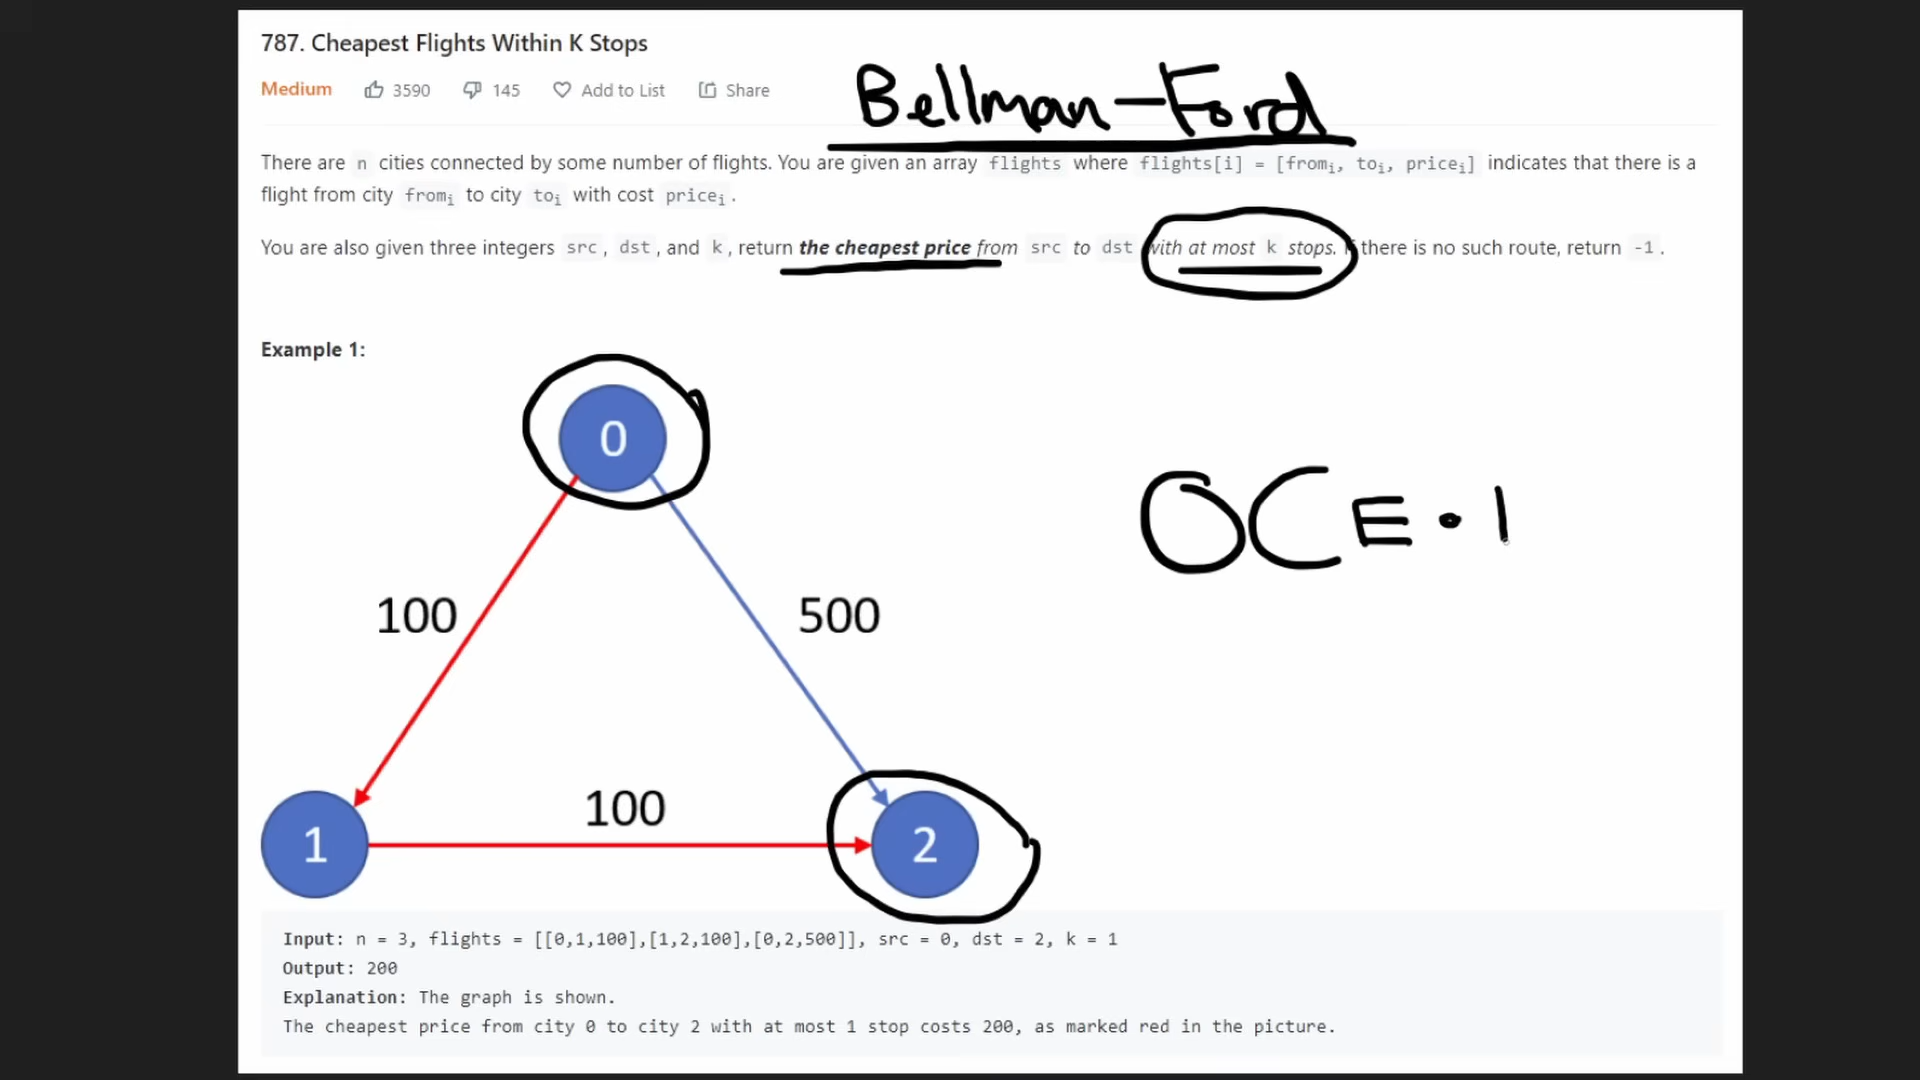 787. Cheapest Flights Within K Stops
Medium 3590 145 Add to List Share
Bellman-Ford
There are n cities connected by some number of flights. You are given an array flights where flights[i] = [fromi, toi, pricei] indicates that there is a
flight from city fromi to city toi with cost pricei.
You are also given three integers src, dst, and k, return the cheapest price from src to dst with at most k stops. If there is no such route, return -1.
Example 1:
0
OCE·1
100 500
100
1 2
Input: n = 3, flights = [[0,1,100],[1,2,100],[0,2,500]], src = 0, dst = 2, k = 1
Output: 200
Explanation: The graph is shown.
The cheapest price from city 0 to city 2 with at most 1 stop costs 200, as marked red in the picture.